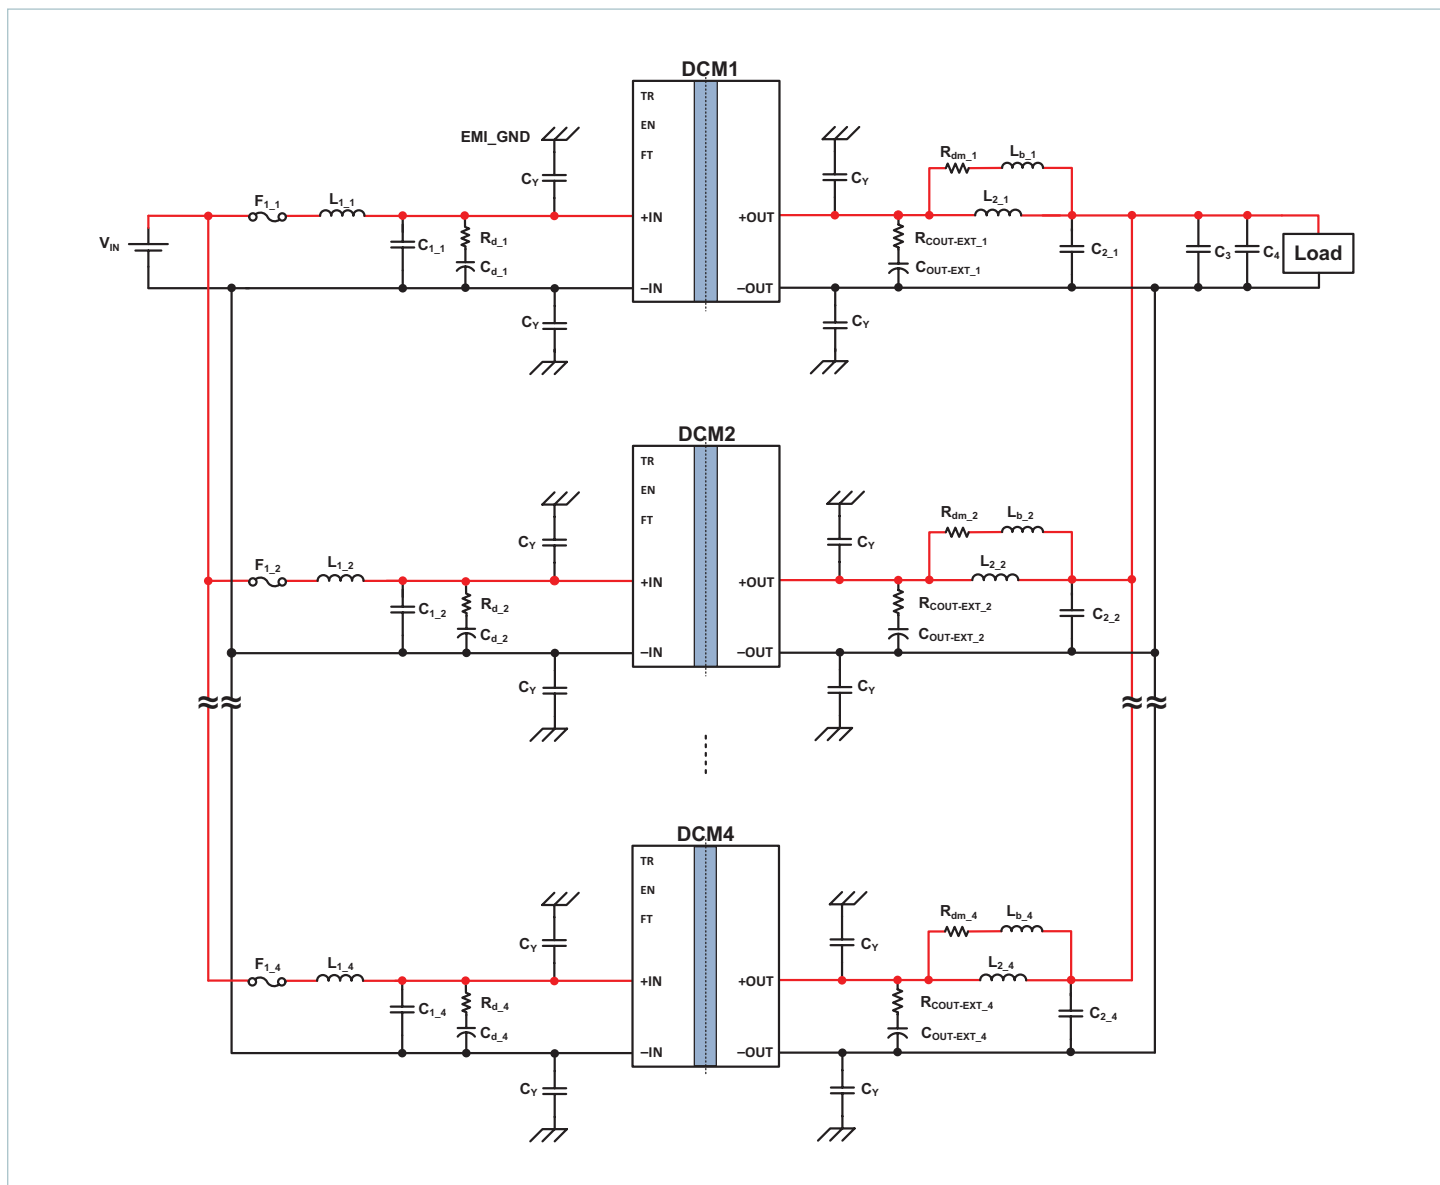 DCM1
TR
EN
FT
+IN
–IN
+OUT
–OUT
EMI_GND
CY
CY
CY
CY
VIN
F1_1
L1_1
C1_1
Rd_1
Cd_1
Rdm_1
Lb_1
L2_1
RCOUT-EXT_1
COUT-EXT_1
C2_1
C3
C4
Load
DCM2
TR
EN
FT
+IN
–IN
+OUT
–OUT
CY
CY
CY
CY
F1_2
L1_2
C1_2
Rd_2
Cd_2
Rdm_2
Lb_2
L2_2
RCOUT-EXT_2
COUT-EXT_2
C2_2
DCM4
TR
EN
FT
+IN
–IN
+OUT
–OUT
CY
CY
CY
CY
F1_4
L1_4
C1_4
Rd_4
Cd_4
Rdm_4
Lb_4
L2_4
RCOUT-EXT_4
COUT-EXT_4
C2_4